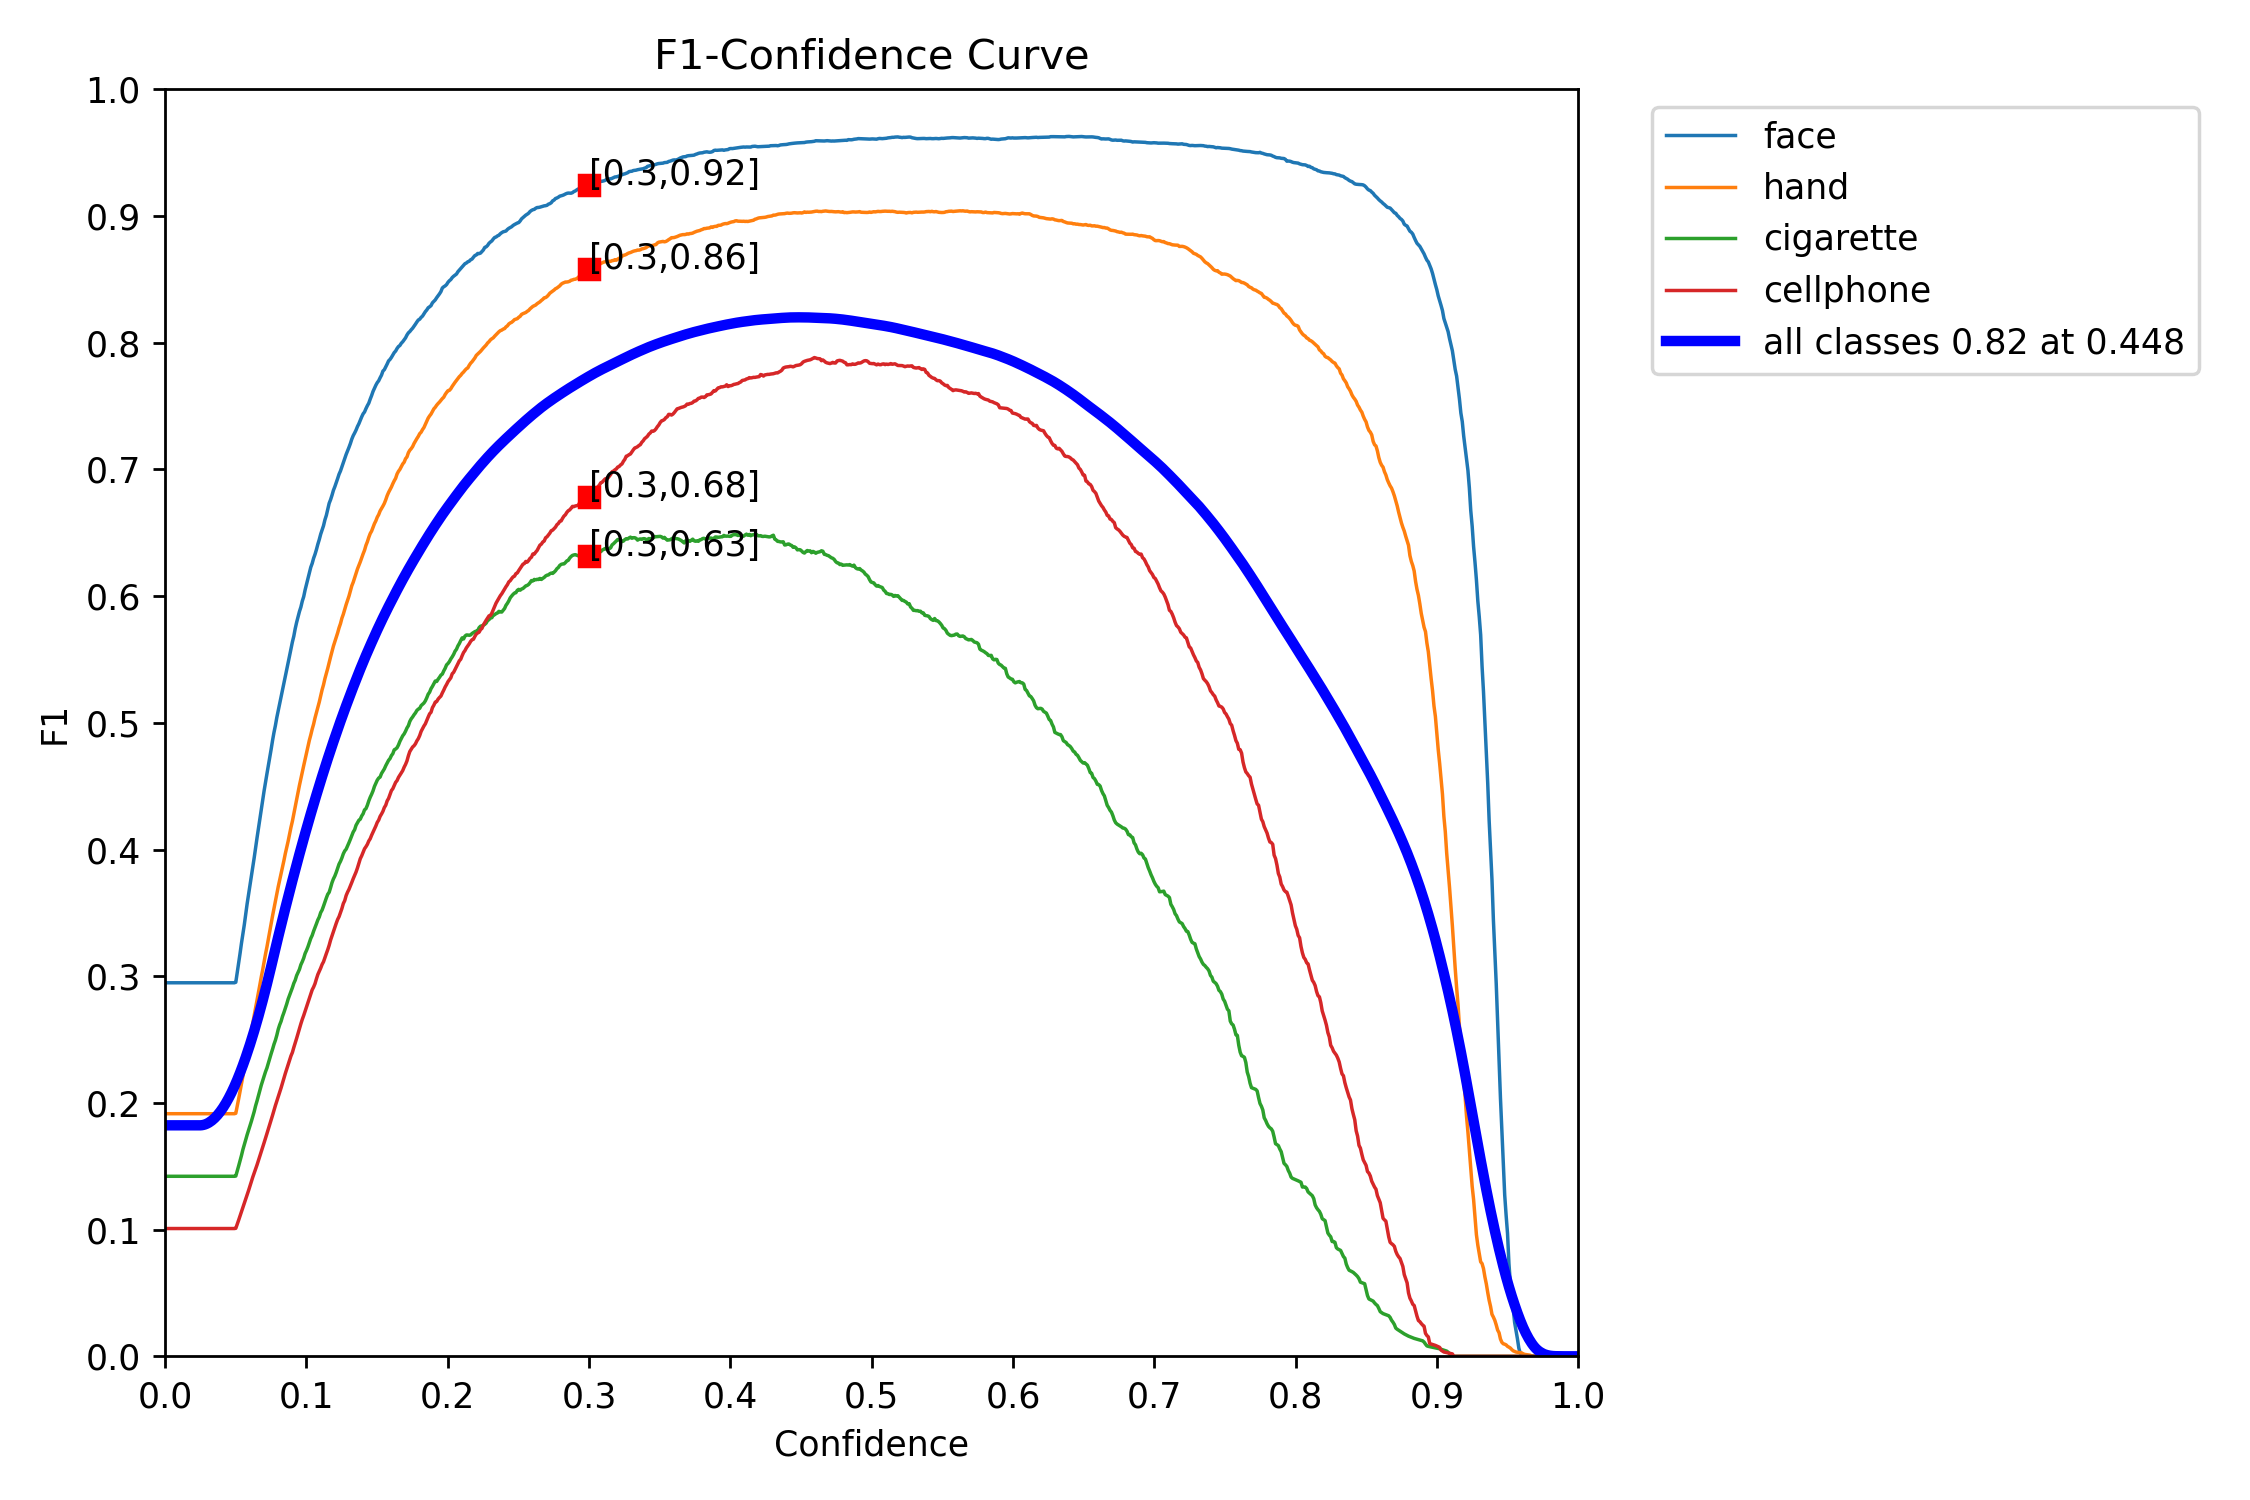 F1-Confidence Curve
1.0
0.9
0.8
0.7
0.6
0.5
0.4
0.3
0.2
0.1
0.0
F1
[0.3,0.92]
[0.3,0.86]
[0.3,0.68]
[0.3,0.63]
0.0 0.1 0.2 0.3 0.4 0.5 0.6 0.7 0.8 0.9 1.0
Confidence
face
hand
cigarette
cellphone
all classes 0.82 at 0.448